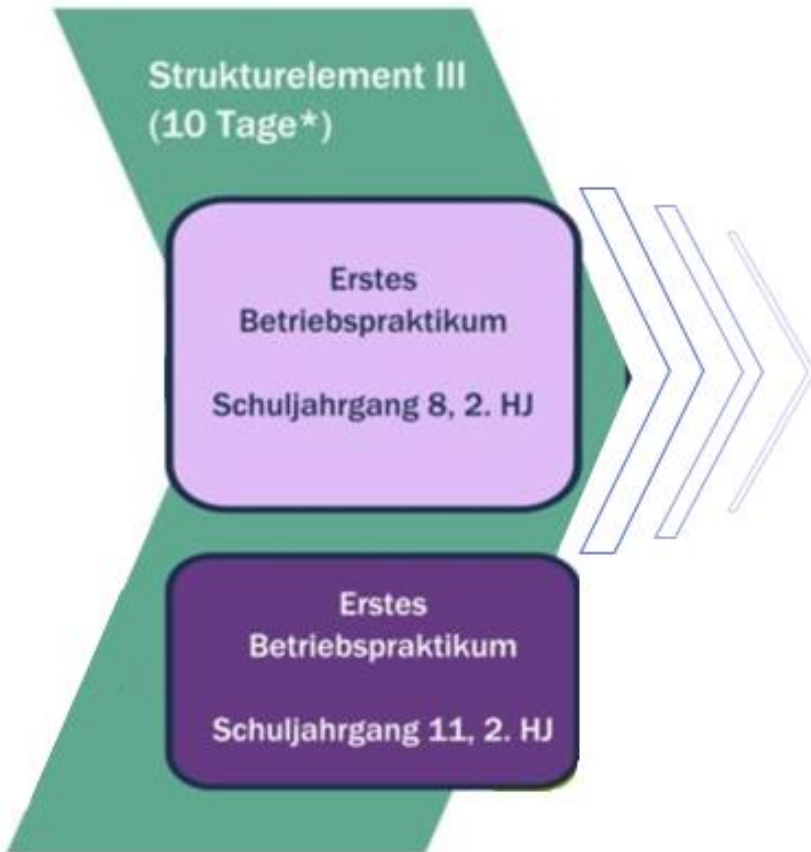 Strukturelement III
(10 Tage*)
Erstes
Betriebspraktikum
Schuljahrgang 8, 2. HJ
Erstes
Betriebspraktikum
Schuljahrgang 11, 2. HJ